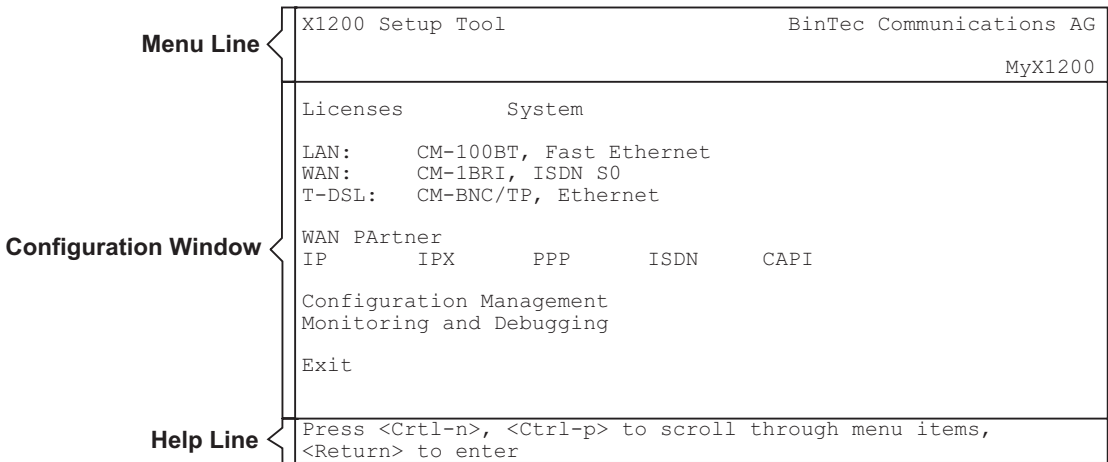 X1200 Setup Tool BinTec Communications AG
Menu Line
MyX1200
Licenses System
LAN: CM-100BT, Fast Ethernet
WAN: CM-1BRI, ISDN S0
T-DSL: CM-BNC/TP, Ethernet
WAN PArtner
Configuration Window
IP IPX PPP ISDN CAPI
Configuration Management
Monitoring and Debugging
Exit
Help Line
Press <Crtl-n>, <Ctrl-p> to scroll through menu items,
<Return> to enter